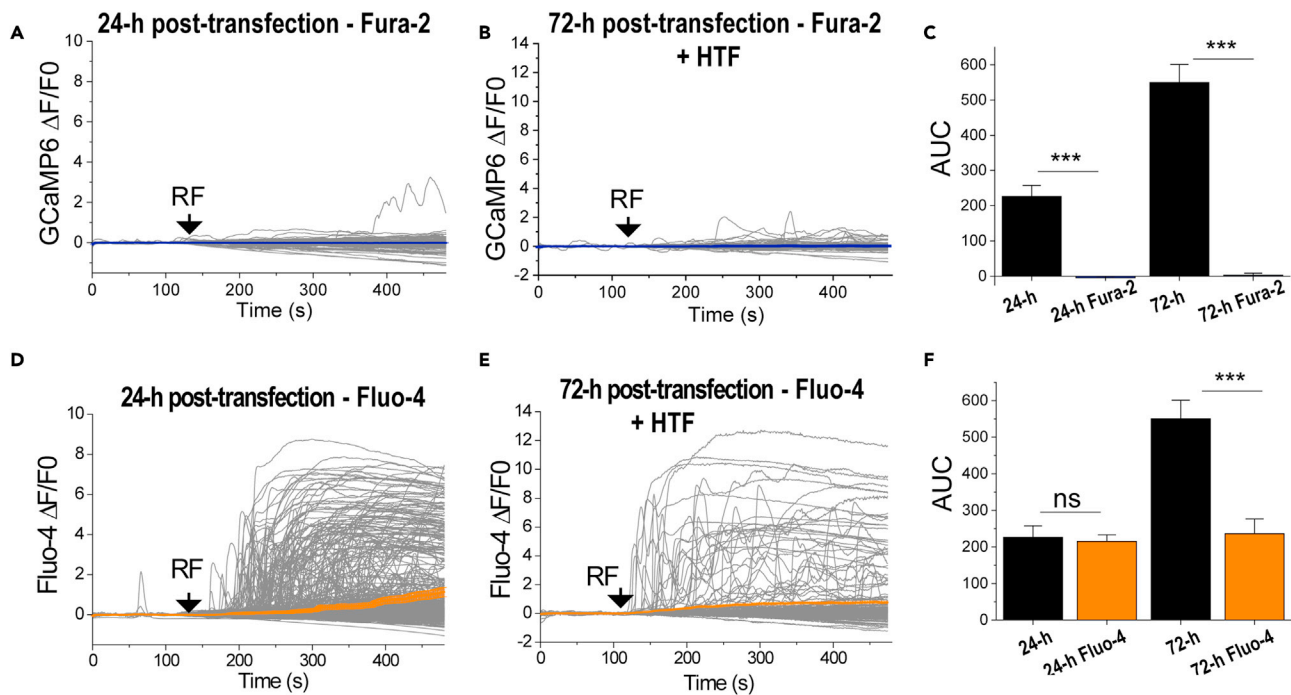 A
24-h post-transfection - Fura-2
10
8
6
4
2
0
GCaMP6 ΔF/F0
RF
0
100
200
300
400
Time (s)
B
72-h post-transfection - Fura-2
+ HTF
14
12
10
8
6
4
2
0
-2
GCaMP6 ΔF/F0
RF
0
100
200
300
400
Time (s)
C
600
500
400
300
200
100
0
AUC
***
***
24-h
24-h Fura-2
72-h
72-h Fura-2
D
24-h post-transfection - Fluo-4
10
8
6
4
2
0
Fluo-4 ΔF/F0
RF
0
100
200
300
400
Time (s)
E
72-h post-transfection - Fluo-4
+ HTF
14
12
10
8
6
4
2
0
-2
Fluo-4 ΔF/F0
RF
0
100
200
300
400
Time (s)
F
600
500
400
300
200
100
0
AUC
ns
***
24-h
24-h Fluo-4
72-h
72-h Fluo-4